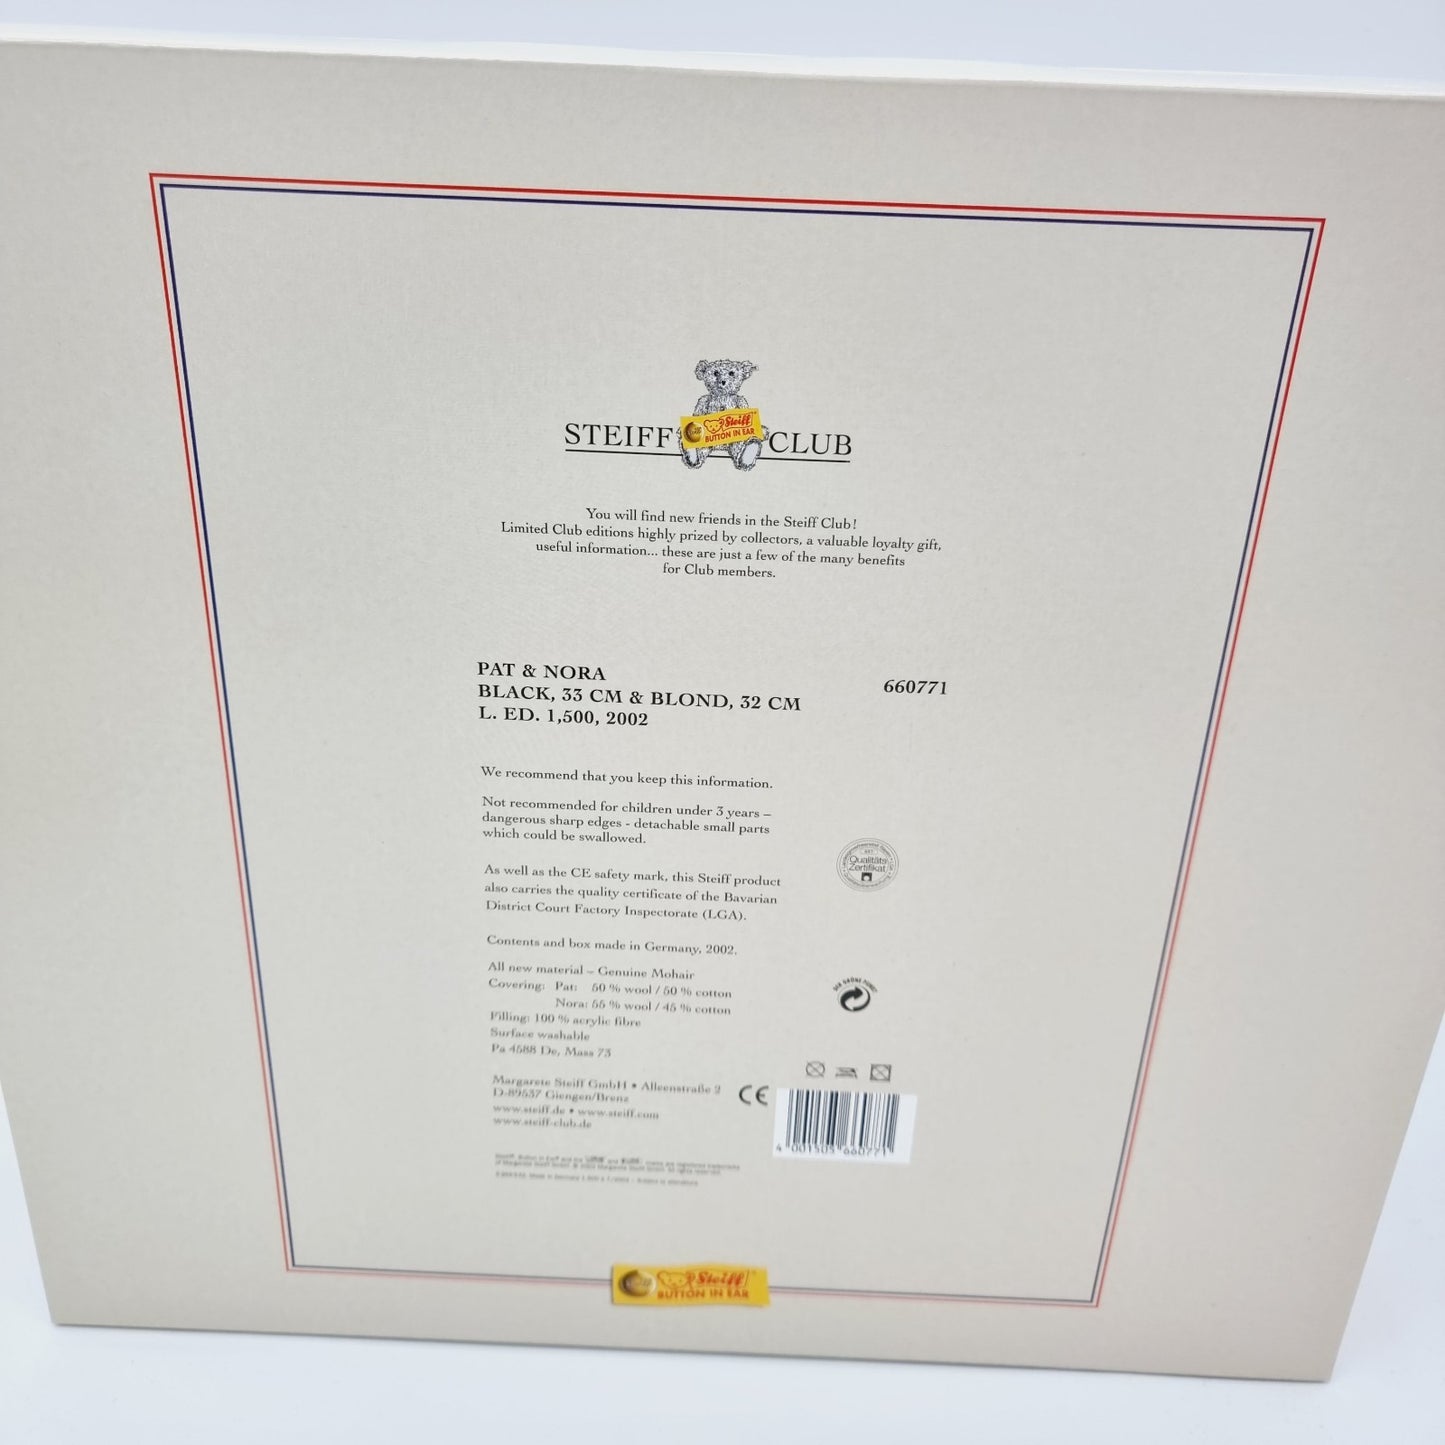 STEIFF CLUB
Steiff
BUTTON IN EAR
You will find new friends in the Steiff Club!
Limited Club editions highly prized by collectors, a valuable loyalty gift,
useful information... these are just a few of the many benefits
for Club members.
PAT & NORA
660771
BLACK, 33 CM & BLOND, 32 CM
L. ED. 1,500, 2002
We recommend that you keep this information.
Not recommended for children under 3 years –
dangerous sharp edges - detachable small parts
which could be swallowed.
Qualitäts
Zertifikat
As well as the CE safety mark, this Steiff product
also carries the quality certificate of the Bavarian
District Court Factory Inspectorate (LGA).
Contents and box made in Germany, 2002.
All new material – Genuine Mohair
Covering: Pat: 50 % wool / 50 % cotton
Nora: 55 % wool / 45 % cotton
Filling: 100 % acrylic fibre
Surface washable
Pa 4588 De, Mass 73
DER GRÜNE PUNKT
Margarete Steiff GmbH • Alleenstraße 2
D-89537 Giengen/Brenz
www.steiff.de • www.steiff.com
www.steiff-club.de
CE
4 001505 660771
Steiff
BUTTON IN EAR